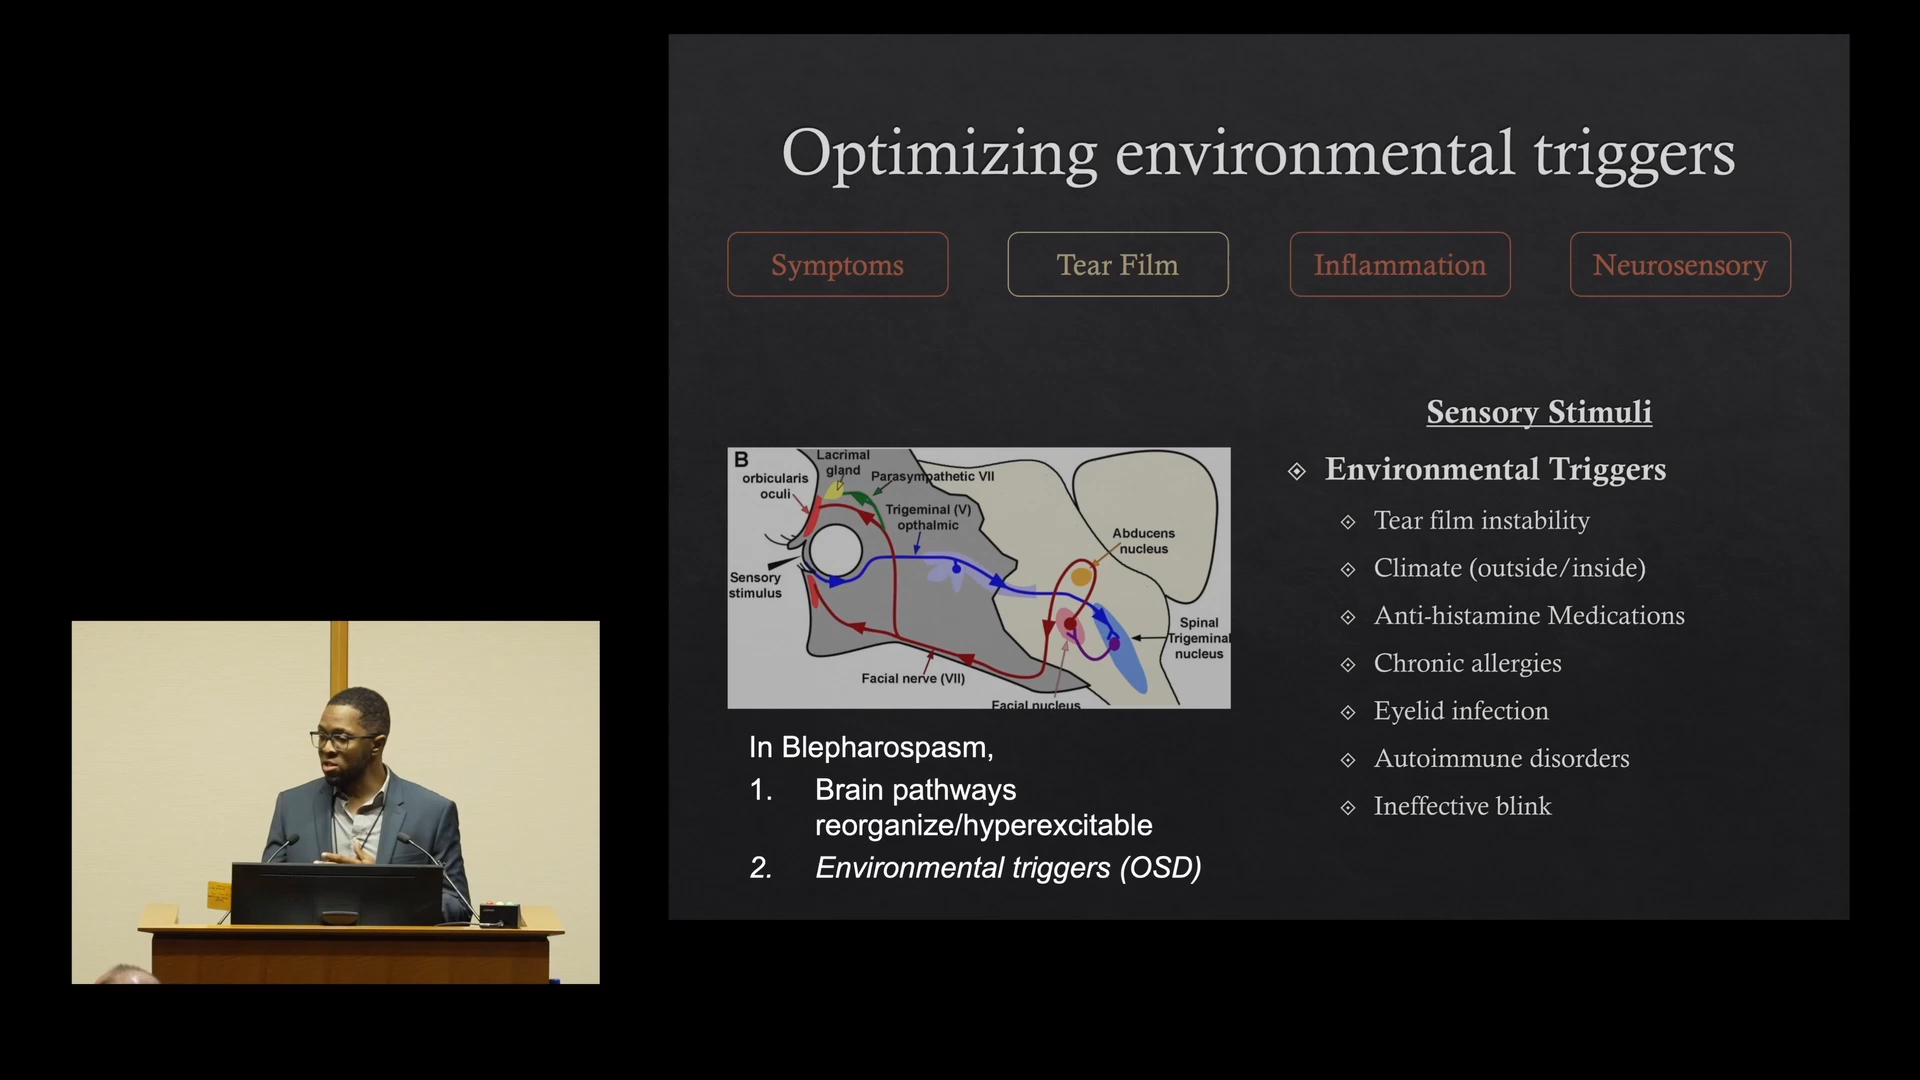 Optimizing environmental triggers
Symptoms
Tear Film
Inflammation
Neurosensory
B
Lacrimal
gland
orbicularis
oculi
Parasympathetic VII
Trigeminal (V)
opthalmic
Abducens
nucleus
Sensory
stimulus
Spinal
Trigeminal
nucleus
Facial nerve (VII)
Facial nucleus
In Blepharospasm,
1. Brain pathways
reorganize/hyperexcitable
2. Environmental triggers (OSD)
Sensory Stimuli
Environmental Triggers
Tear film instability
Climate (outside/inside)
Anti-histamine Medications
Chronic allergies
Eyelid infection
Autoimmune disorders
Ineffective blink